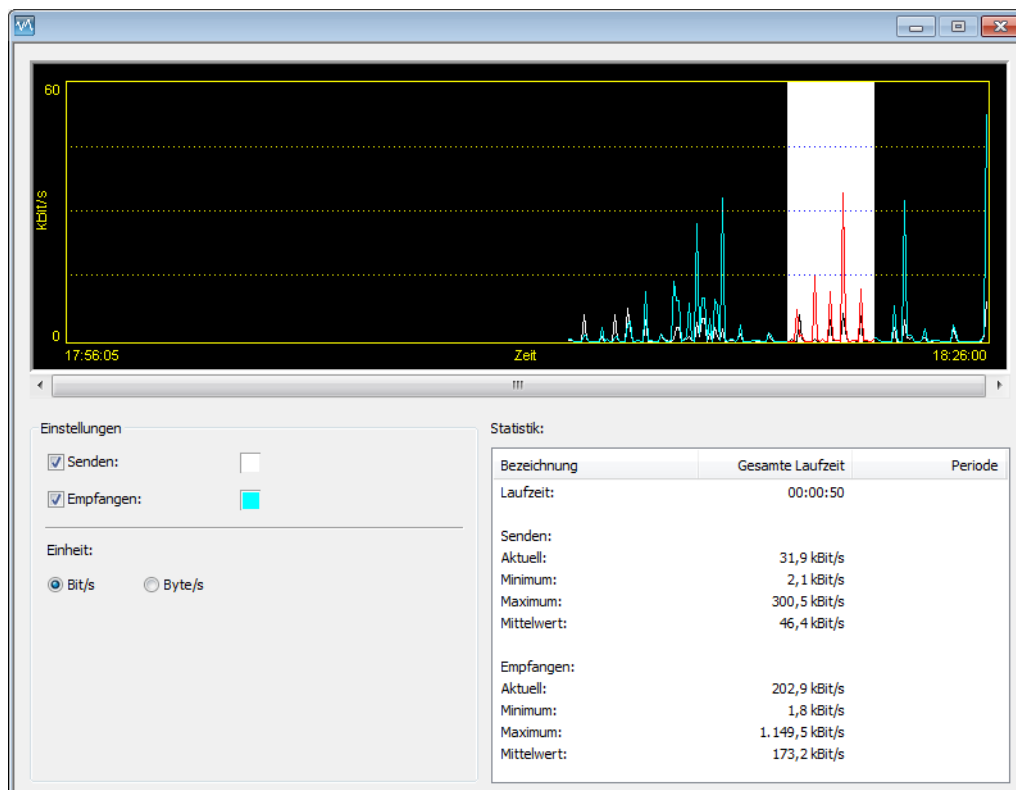 60
kBit/s
0
17:56:05 Zeit 18:26:00
Einstellungen
Senden:
Empfangen:
Einheit:
Bit/s Byte/s
Statistik:
Bezeichnung Gesamte Laufzeit Periode
Laufzeit: 00:00:50
Senden:
Aktuell: 31,9 kBit/s
Minimum: 2,1 kBit/s
Maximum: 300,5 kBit/s
Mittelwert: 46,4 kBit/s
Empfangen:
Aktuell: 202,9 kBit/s
Minimum: 1,8 kBit/s
Maximum: 1.149,5 kBit/s
Mittelwert: 173,2 kBit/s